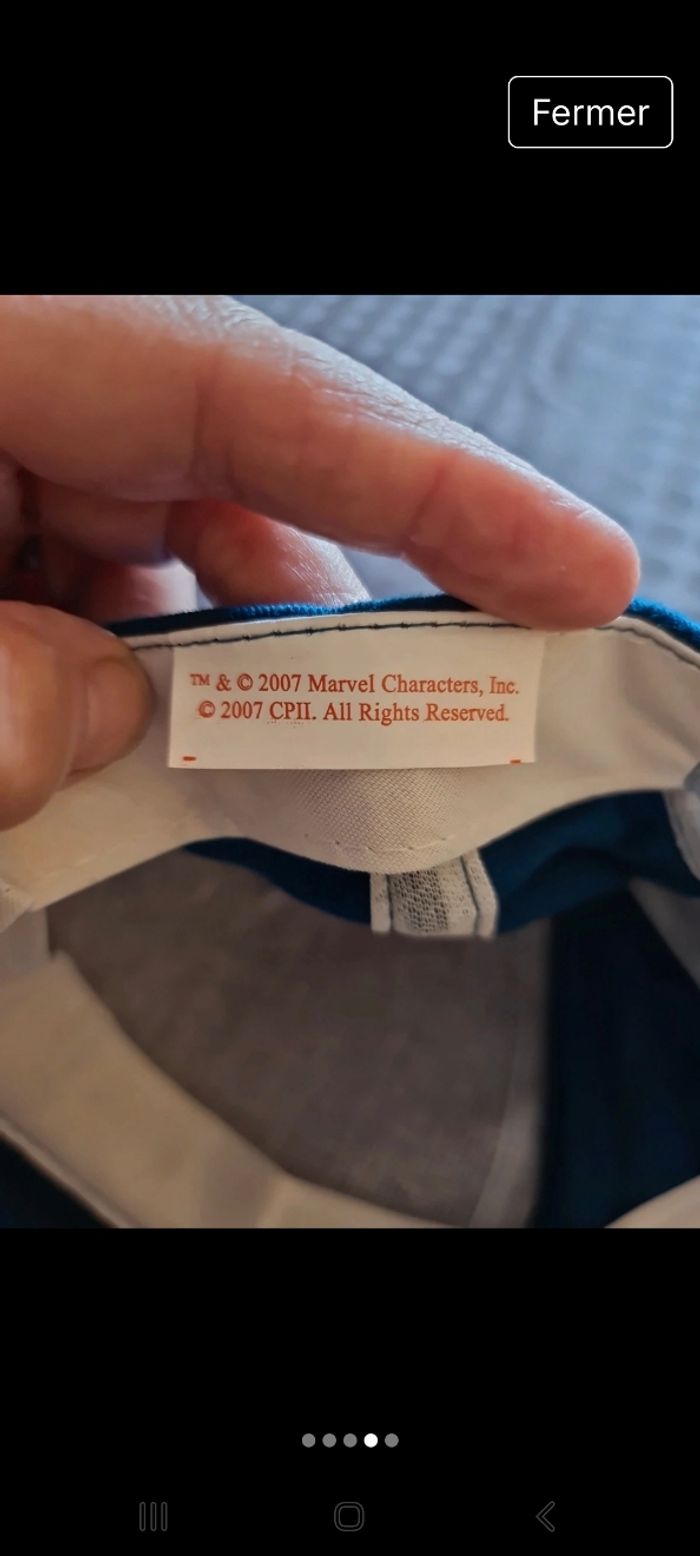 Fermer
™ & © 2007 Marvel Characters, Inc.
© 2007 CPII. All Rights Reserved.